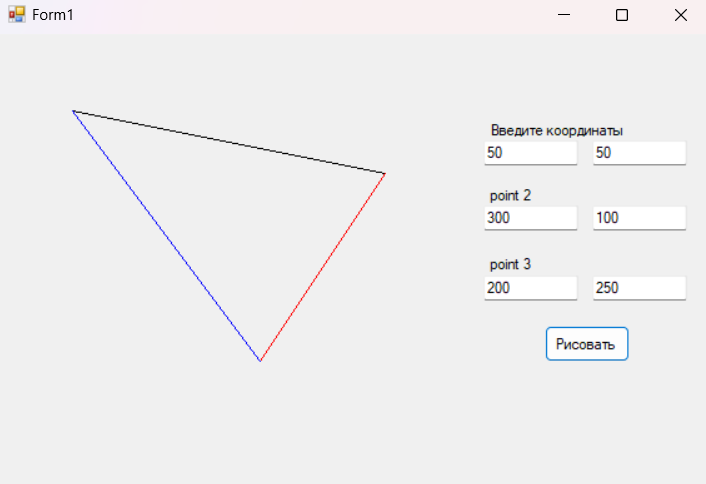 Form1
Введите координаты
50 50
point 2
300 100
point 3
200 250
Рисовать